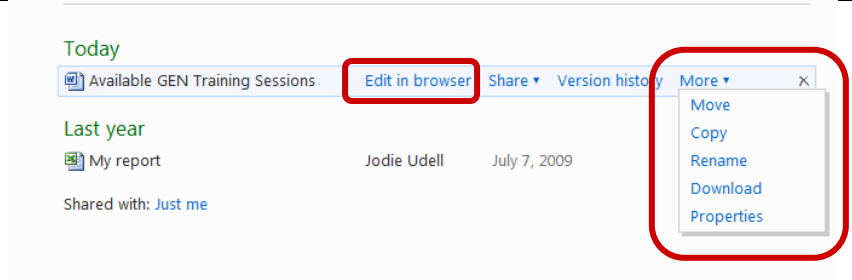 Today
Available GEN Training Sessions Edit in browser Share ▾ Version history More ▾ ×
Move
Copy
Last year
Rename
My report Jodie Udell July 7, 2009
Download
Shared with: Just me
Properties